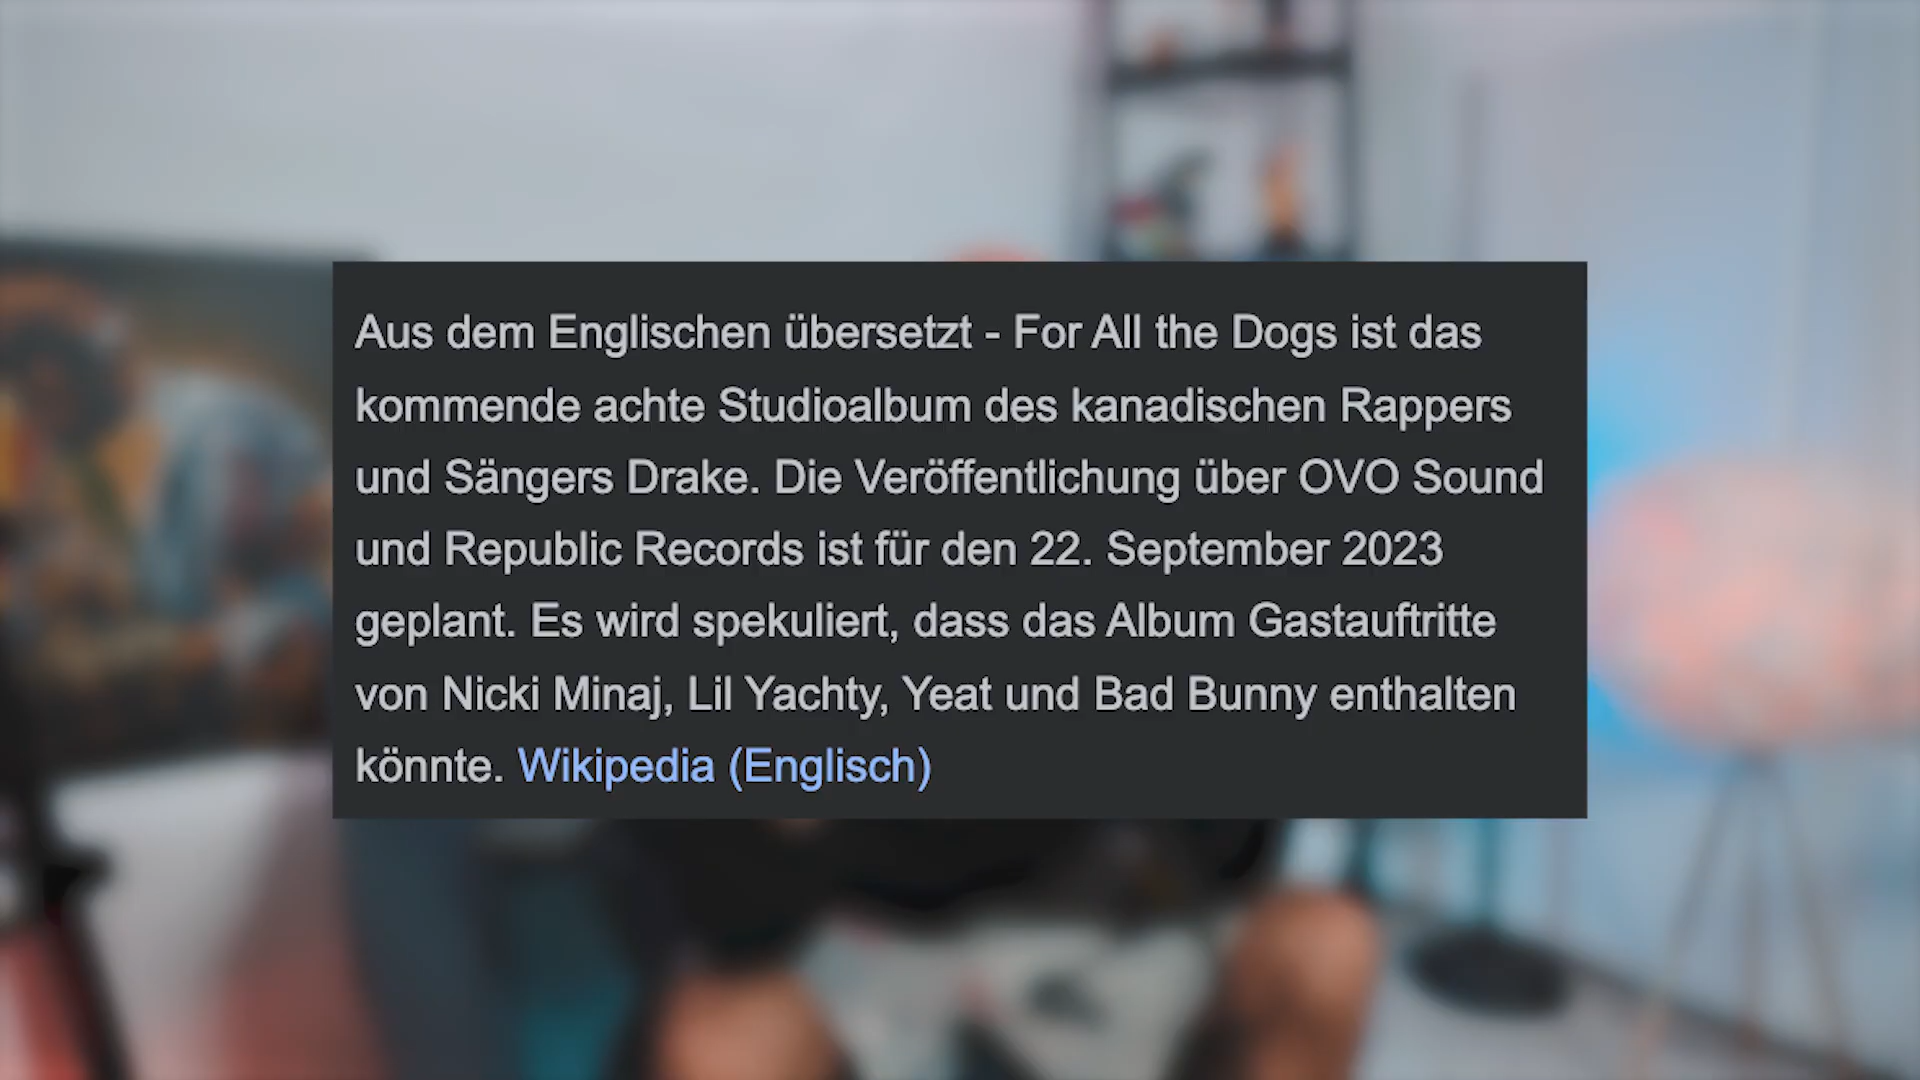 Aus dem Englischen übersetzt - For All the Dogs ist das
kommende achte Studioalbum des kanadischen Rappers
und Sängers Drake. Die Veröffentlichung über OVO Sound
und Republic Records ist für den 22. September 2023
geplant. Es wird spekuliert, dass das Album Gastauftritte
von Nicki Minaj, Lil Yachty, Yeat und Bad Bunny enthalten
könnte. Wikipedia (Englisch)